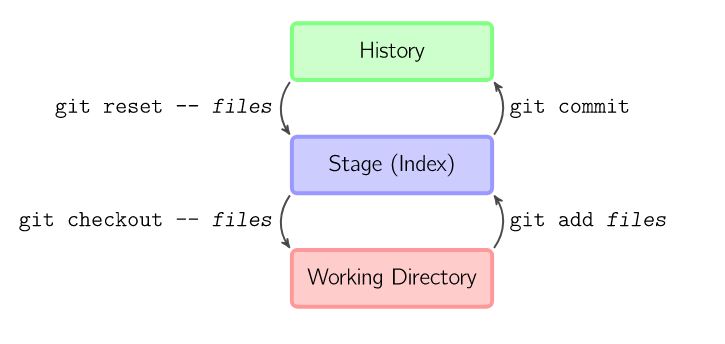 History
git reset -- files
git commit
Stage (Index)
git checkout -- files
git add files
Working Directory